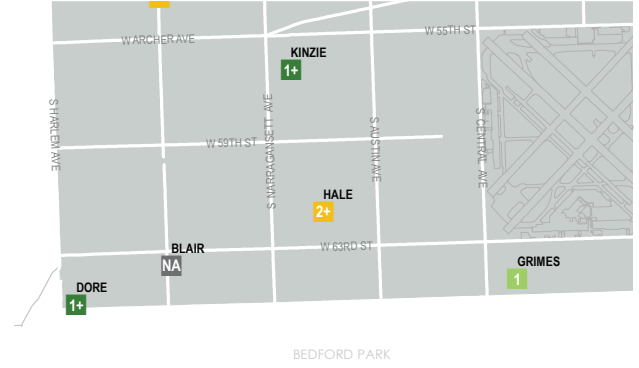 W ARCHER AVE
W 55TH ST
KINZIE
1+
S HARLEM AVE
S NARRAGANSETT AVE
S AUSTIN AVE
S CENTRAL AVE
W 59TH ST
HALE
2+
BLAIR
NA
W 63RD ST
GRIMES
1
DORE
1+
BEDFORD PARK